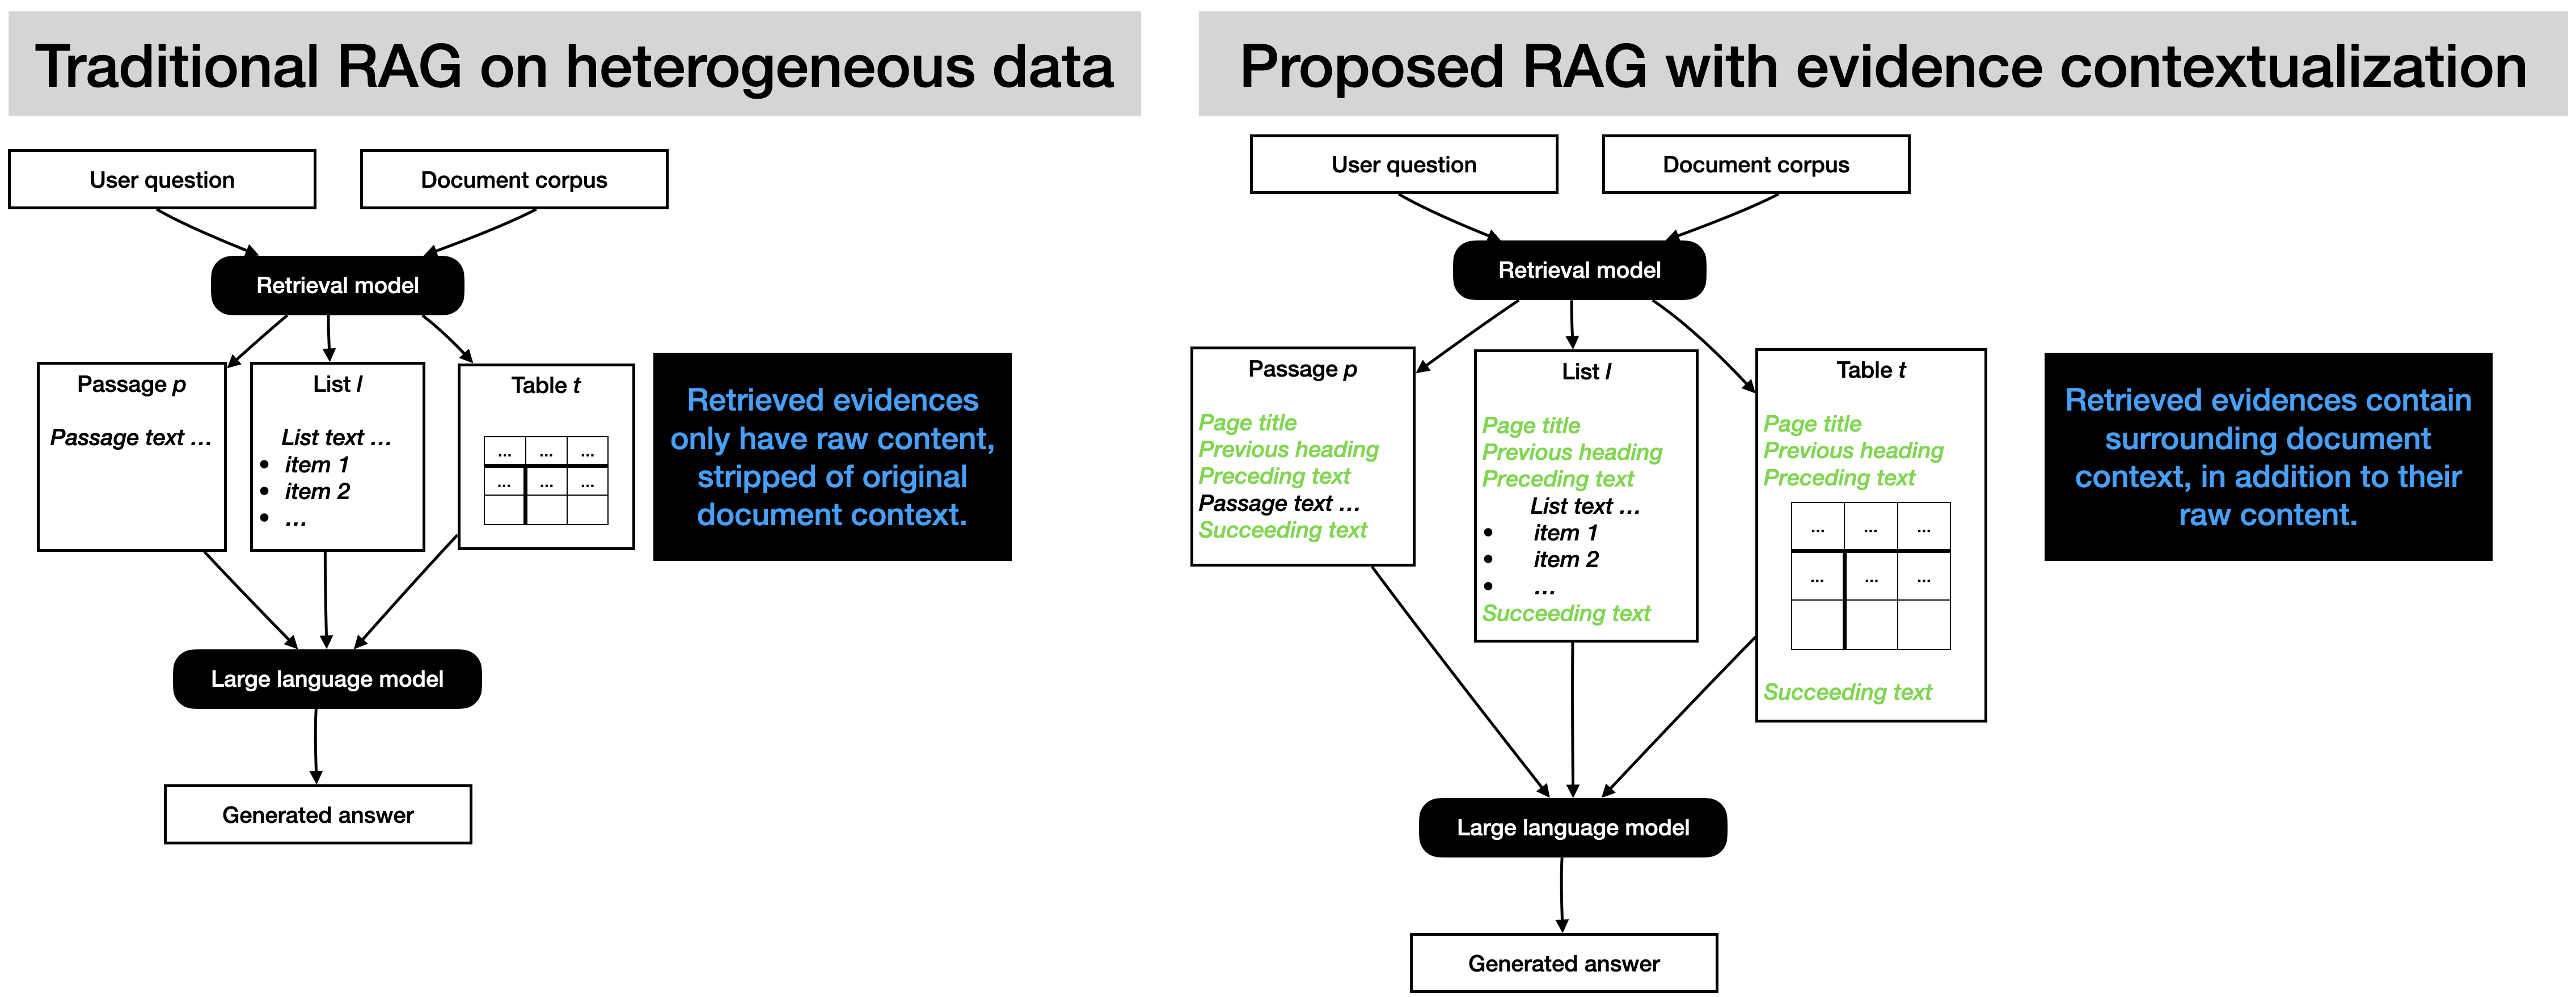 Traditional RAG on heterogeneous data
User question
Document corpus
Retrieval model
Passage p
Passage text ...
List l
List text ...
• item 1
• item 2
• ...
Table t
... ... ...
... ... ...
Retrieved evidences
only have raw content,
stripped of original
document context.
Large language model
Generated answer
Proposed RAG with evidence contextualization
User question
Document corpus
Retrieval model
Passage p
Page title
Previous heading
Preceding text
Passage text ...
Succeeding text
List l
Page title
Previous heading
Preceding text
List text ...
• item 1
• item 2
• ...
Succeeding text
Table t
Page title
Previous heading
Preceding text
... ... ...
... ... ...
Succeeding text
Retrieved evidences contain
surrounding document
context, in addition to their
raw content.
Large language model
Generated answer